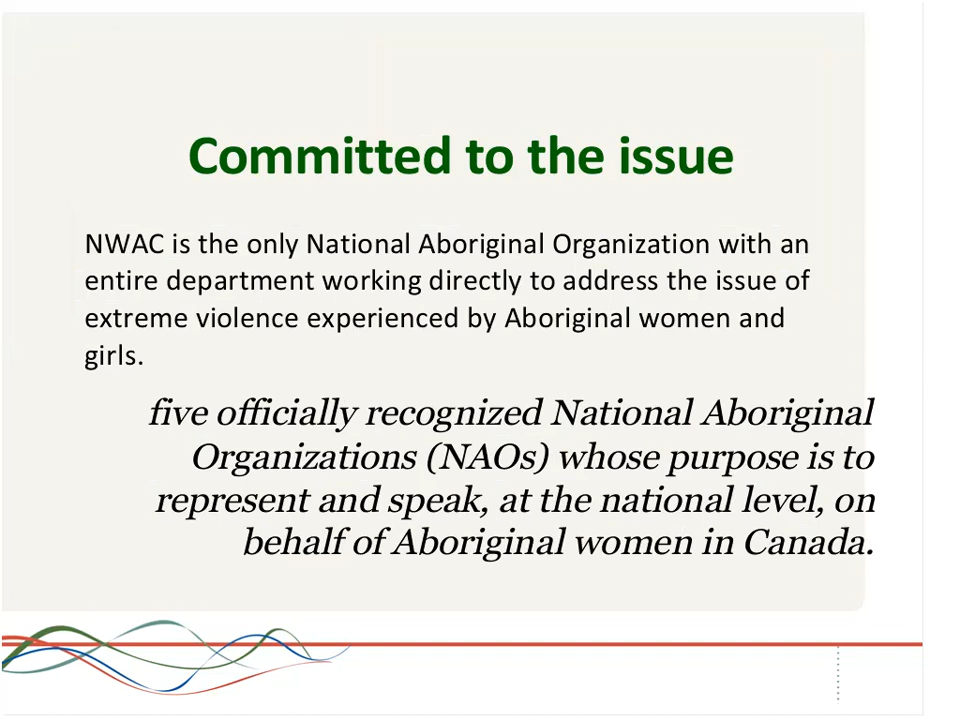 Committed to the issue
NWAC is the only National Aboriginal Organization with an
entire department working directly to address the issue of
extreme violence experienced by Aboriginal women and
girls.
five officially recognized National Aboriginal
Organizations (NAOs) whose purpose is to
represent and speak, at the national level, on
behalf of Aboriginal women in Canada.